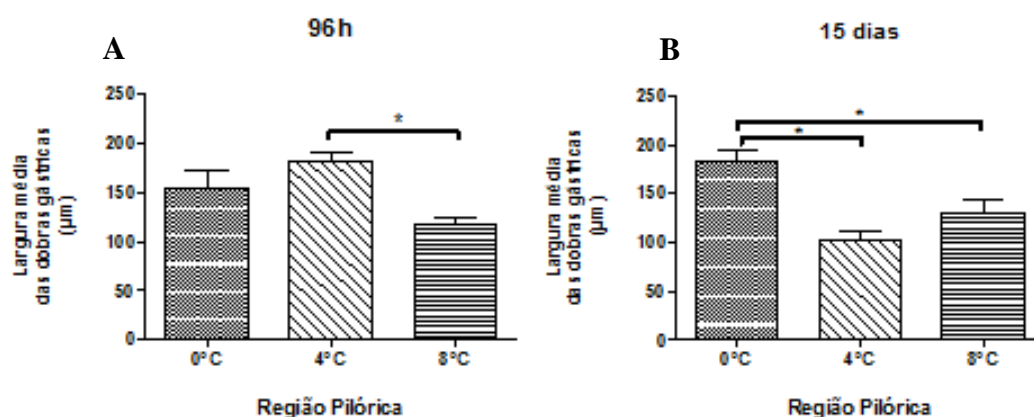 96h
A
Largura média
das dobras gástricas
(µm)
250
200
150
100
50
0
*
0°C
4°C
8°C
Região Pilórica
15 dias
B
Largura média
das dobras gástricas
(µm)
250
200
150
100
50
0
*
*
0°C
4°C
8°C
Região Pilórica